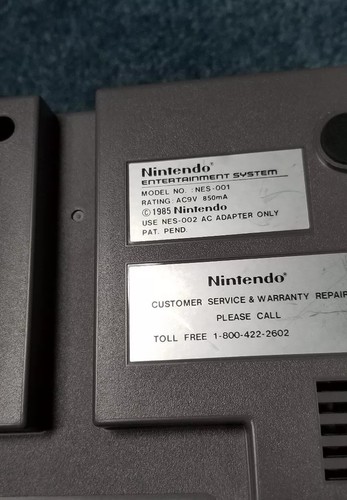 Nintendo®
ENTERTAINMENT SYSTEM
MODEL NO. : NES-001
RATING: AC9V 850mA
© 1985 Nintendo
USE NES-002 AC ADAPTER ONLY
PAT. PEND.
Nintendo®
CUSTOMER SERVICE & WARRANTY REPAIR
PLEASE CALL
TOLL FREE 1-800-422-2602